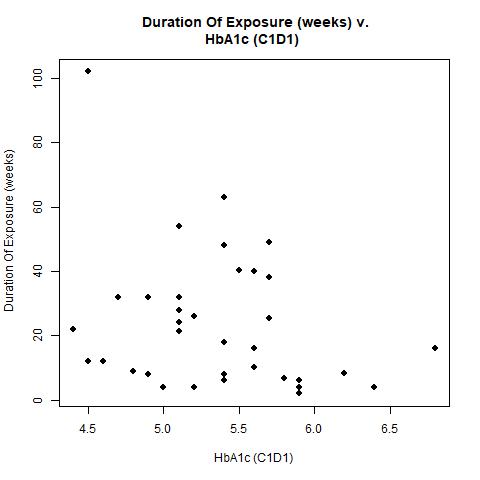 Duration Of Exposure (weeks) v.
HbA1c (C1D1)
Duration Of Exposure (weeks)
100
80
60
40
20
0
4.5 5.0 5.5 6.0 6.5
HbA1c (C1D1)